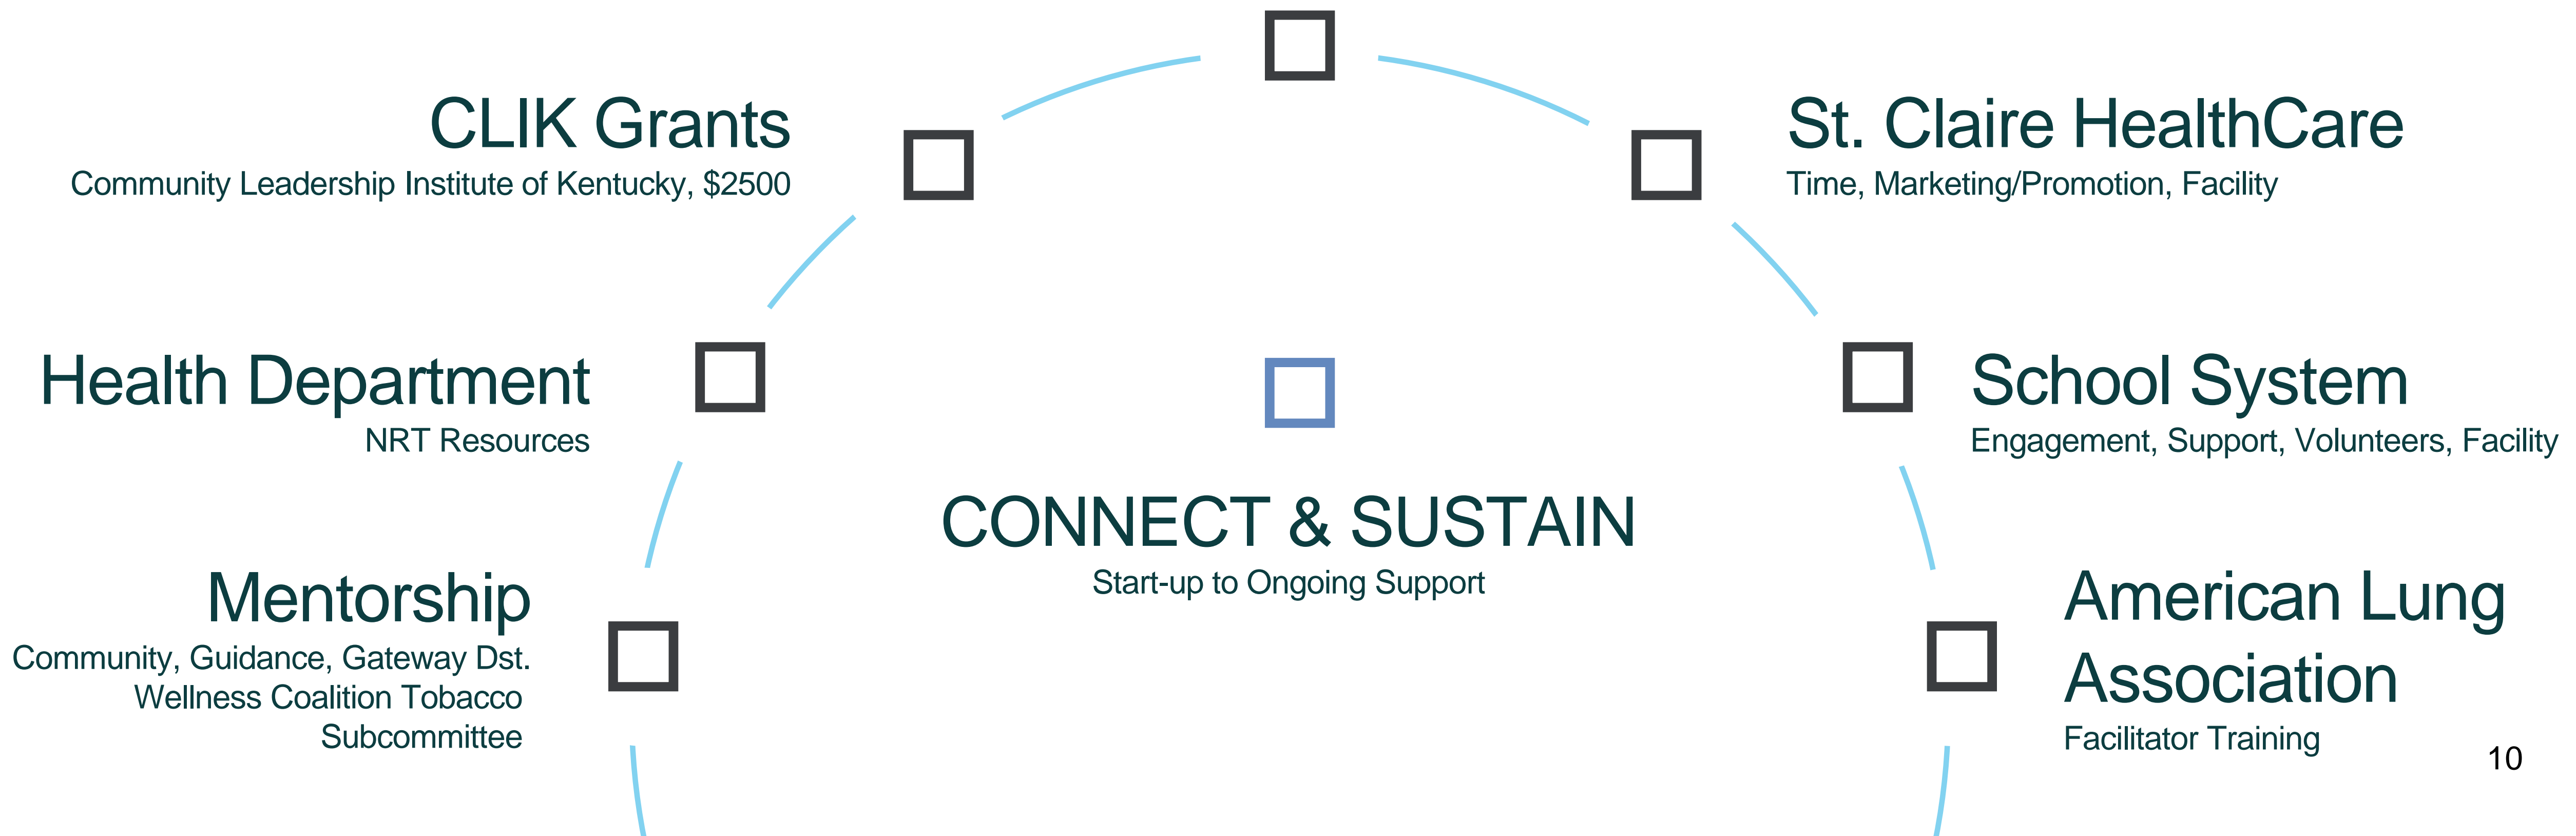 CLIK Grants
Community Leadership Institute of Kentucky, $2500
Health Department
NRT Resources
Mentorship
Community, Guidance, Gateway Dst.
Wellness Coalition Tobacco
Subcommittee
CONNECT & SUSTAIN
Start-up to Ongoing Support
St. Claire HealthCare
Time, Marketing/Promotion, Facility
School System
Engagement, Support, Volunteers, Facility
American Lung
Association
Facilitator Training
10